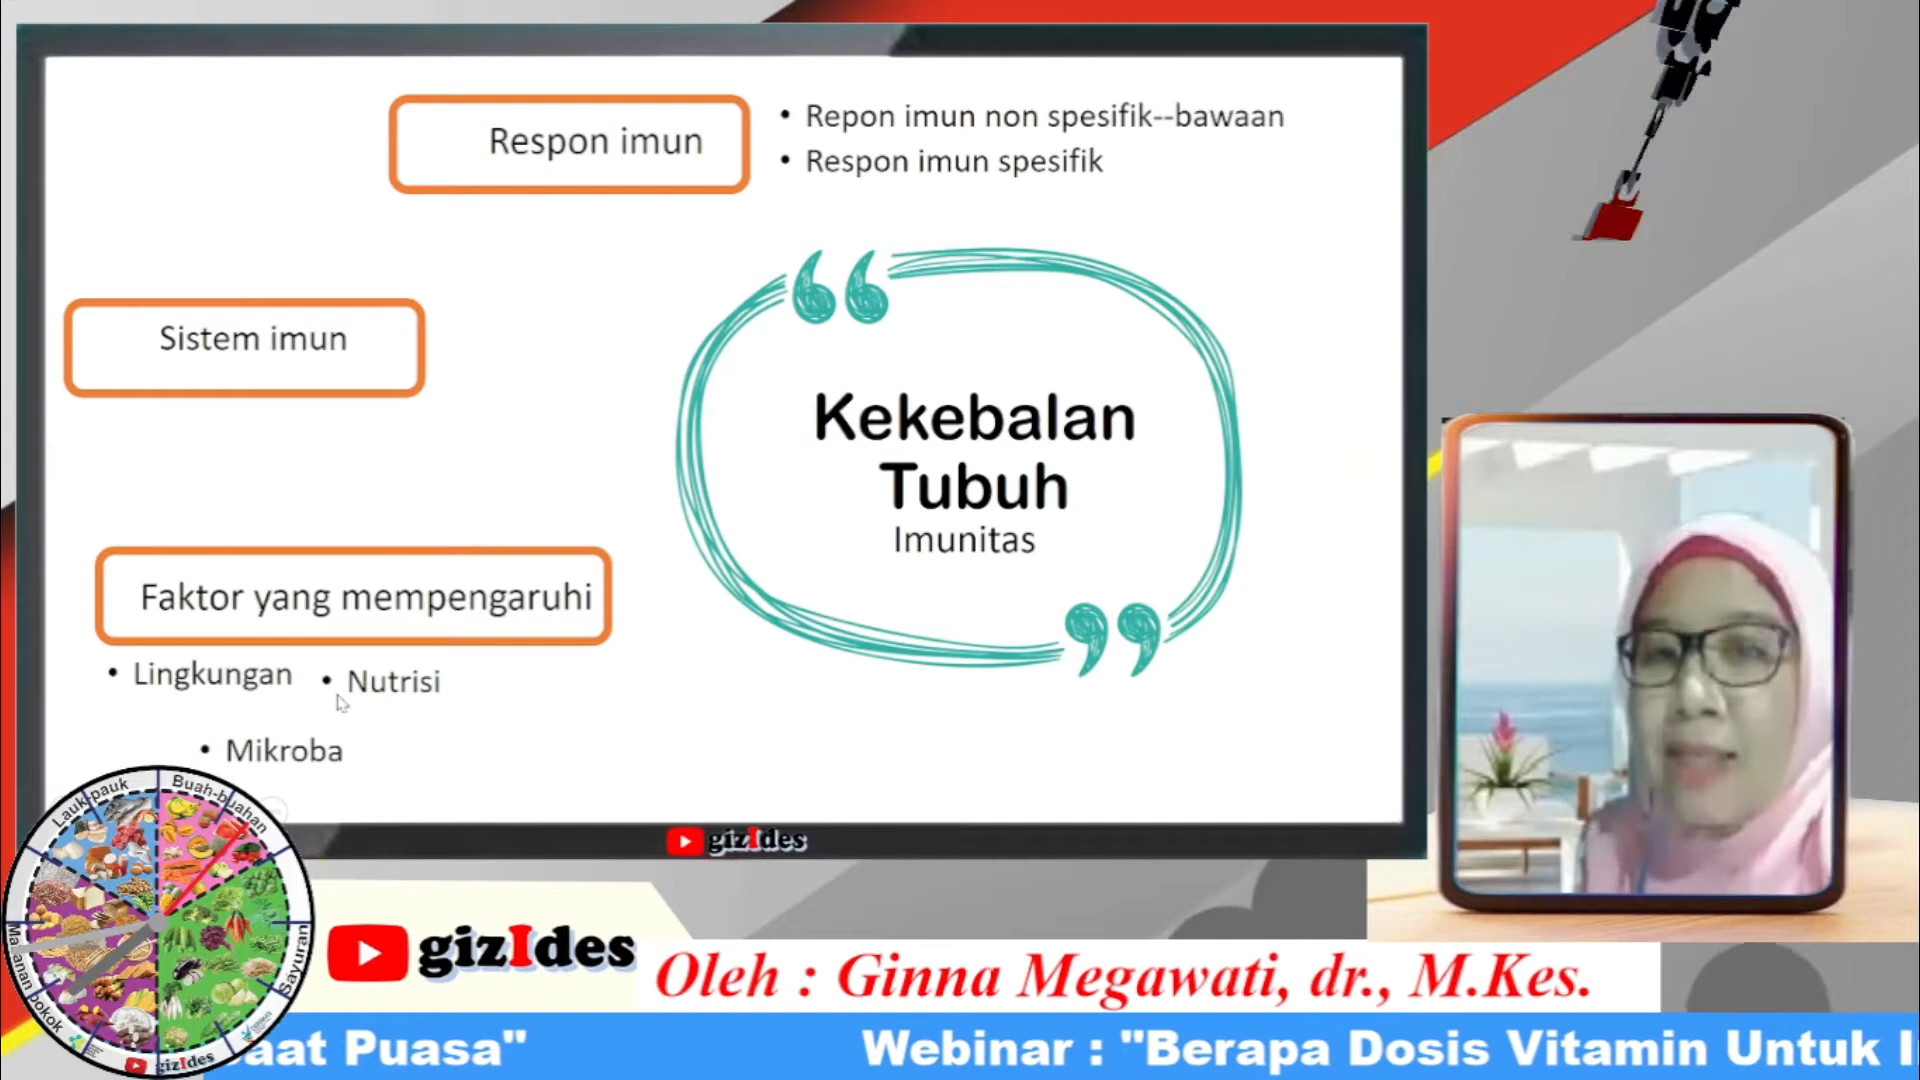 Respon imun
• Repon imun non spesifik--bawaan
• Respon imun spesifik
Sistem imun
Kekebalan
Tubuh
Imunitas
Faktor yang mempengaruhi
• Lingkungan
• Nutrisi
• Mikroba
gizIdes
Lauk-pauk
Buah-buahan
Sayuran
Makanan pokok
gizIdes
gizIdes
Oleh : Ginna Megawati, dr., M.Kes.
aat Puasa"
Webinar : "Berapa Dosis Vitamin Untuk I